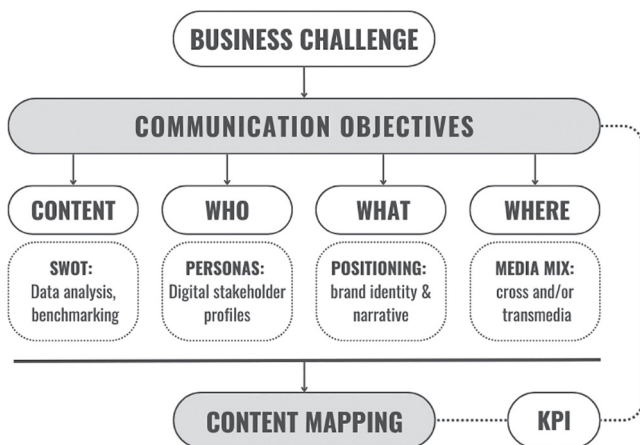 BUSINESS CHALLENGE
COMMUNICATION OBJECTIVES
CONTENT
WHO
WHAT
WHERE
SWOT:
Data analysis,
benchmarking
PERSONAS:
Digital stakeholder
profiles
POSITIONING:
brand identity &
narrative
MEDIA MIX:
cross and/or
transmedia
CONTENT MAPPING
KPI